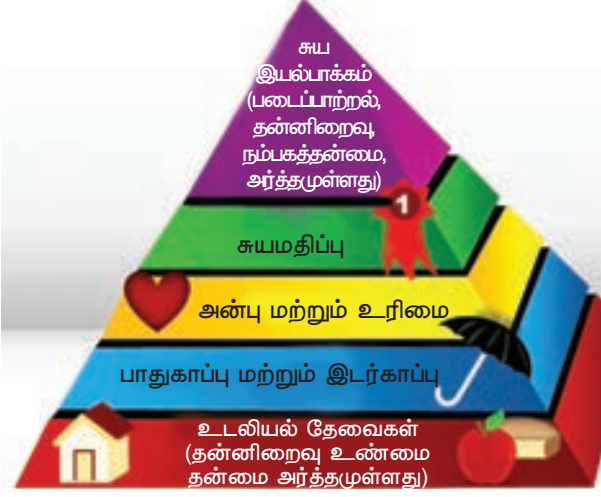 சுய
இயல்பாக்கம்
(படைப்பாற்றல்,
தன்னிறைவு,
நம்பகத்தன்மை,
அர்த்தமுள்ளது)
1
சுயமதிப்பு
அன்பு மற்றும் உரிமை
பாதுகாப்பு மற்றும் இடர்காப்பு
உடலியல் தேவைகள்
(தன்னிறைவு உண்மை
தன்மை அர்த்தமுள்ளது)